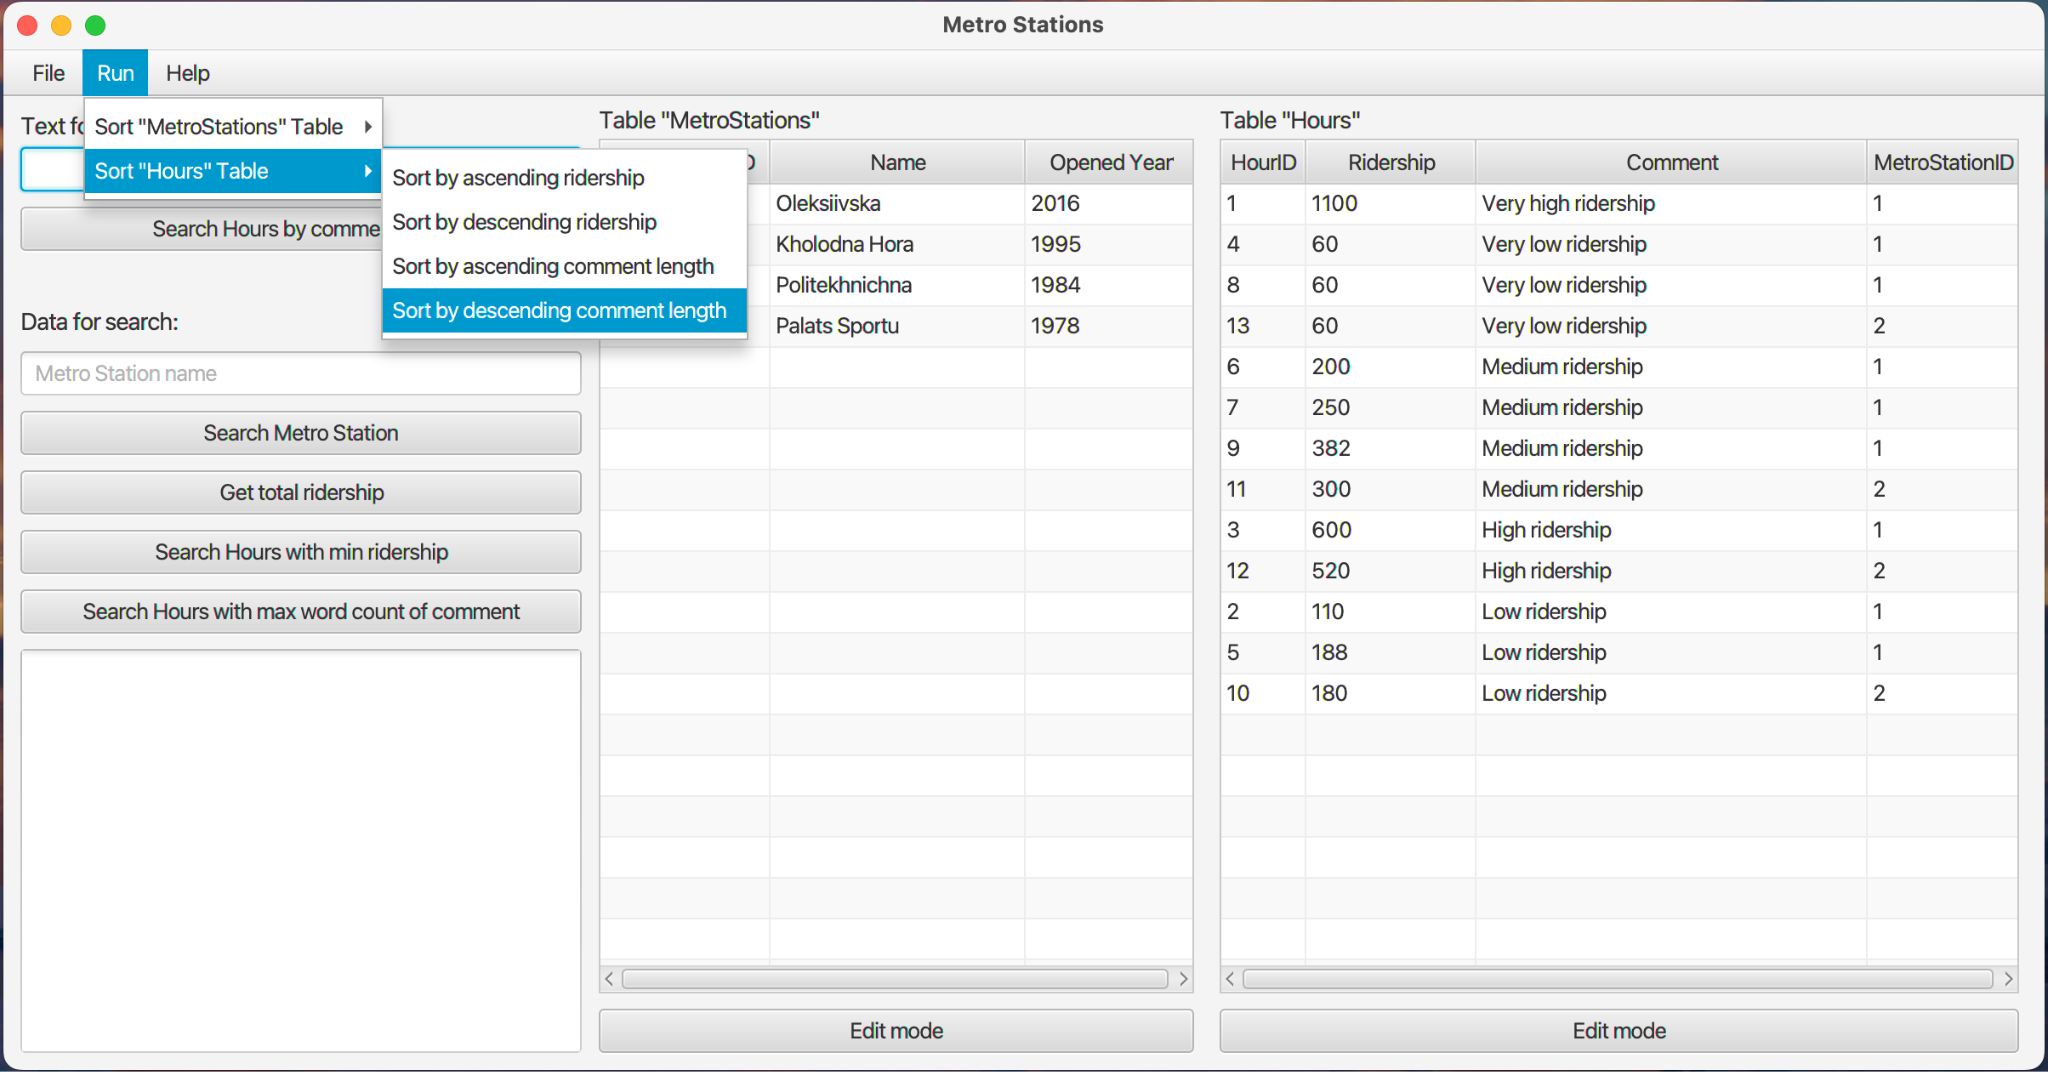 Metro Stations
File Run Help
Sort "MetroStations" Table
Sort "Hours" Table
Sort by ascending ridership
Sort by descending ridership
Sort by ascending comment length
Sort by descending comment length
Text
Search Hours by
Data for search:
Metro Station name
Search Metro Station
Get total ridership
Search Hours with min ridership
Search Hours with max word count of comment
Table "MetroStations"
Name Opened Year
Oleksiivska 2016
Kholodna Hora 1995
Politekhnichna 1984
Palats Sportu 1978
Edit mode
Table "Hours"
HourID Ridership Comment MetroStationID
1 1100 Very high ridership 1
4 60 Very low ridership 1
8 60 Very low ridership 1
13 60 Very low ridership 2
6 200 Medium ridership 1
7 250 Medium ridership 1
9 382 Medium ridership 1
11 300 Medium ridership 2
3 600 High ridership 1
12 520 High ridership 2
2 110 Low ridership 1
5 188 Low ridership 1
10 180 Low ridership 2
Edit mode